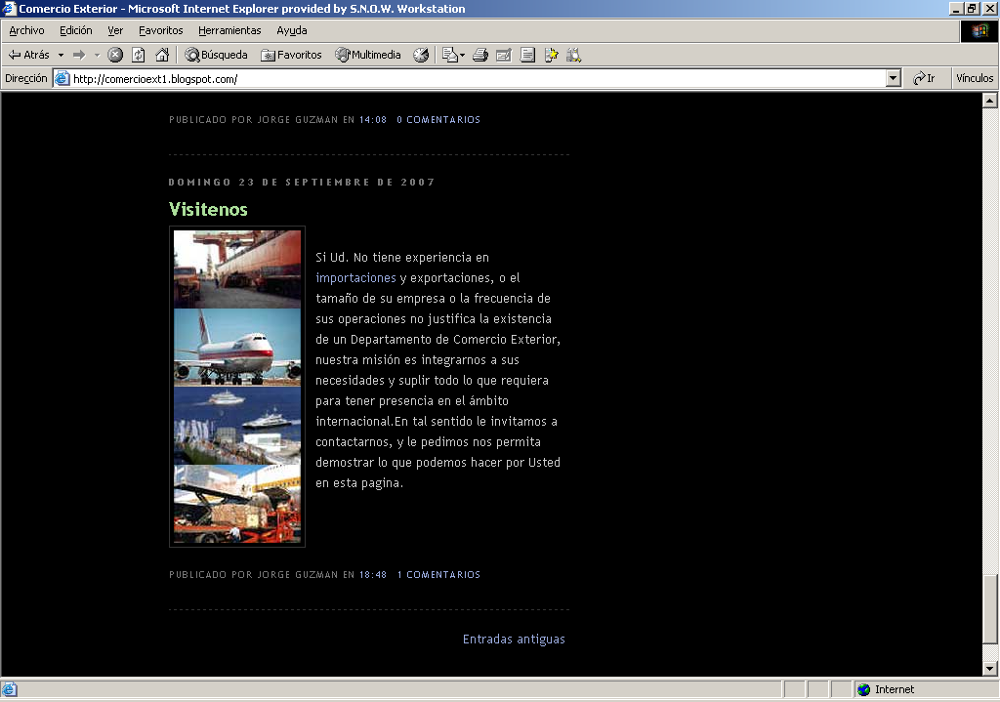 Comercio Exterior - Microsoft Internet Explorer provided by S.N.O.W. Workstation
Archivo Edición Ver Favoritos Herramientas Ayuda
Atrás Búsqueda Favoritos Multimedia
Dirección http://comercioext1.blogspot.com/ Ir Vínculos
PUBLICADO POR JORGE GUZMAN EN 14:08 0 COMENTARIOS
DOMINGO 23 DE SEPTIEMBRE DE 2007
Visitenos
Si Ud. No tiene experiencia en
importaciones y exportaciones, o el
tamaño de su empresa o la frecuencia de
sus operaciones no justifica la existencia
de un Departamento de Comercio Exterior,
nuestra misión es integrarnos a sus
necesidades y suplir todo lo que requiera
para tener presencia en el ámbito
internacional.En tal sentido le invitamos a
contactarnos, y le pedimos nos permita
demostrar lo que podemos hacer por Usted
en esta pagina.
PUBLICADO POR JORGE GUZMAN EN 18:48 1 COMENTARIOS
Entradas antiguas
Internet